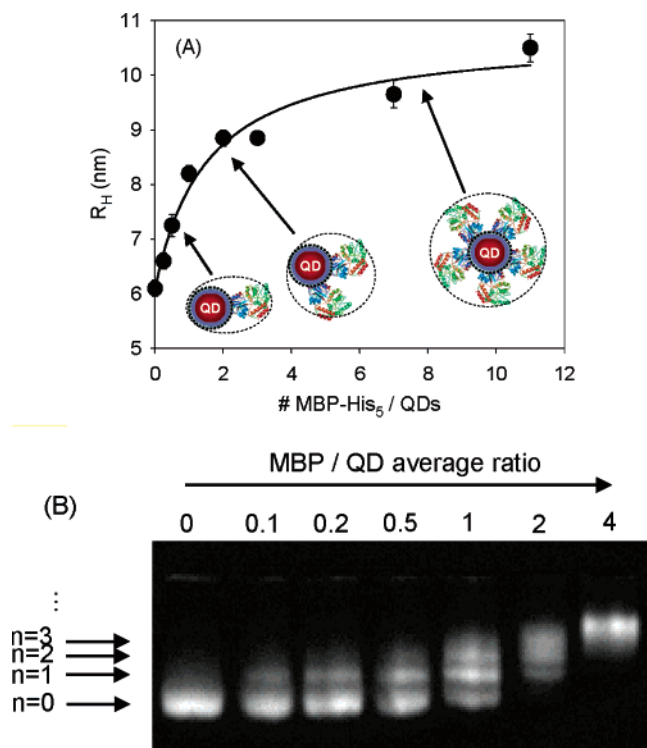 (A)
R_H (nm)
11
10
9
8
7
6
5
QD
QD
QD
0 2 4 6 8 10 12
# MBP-His₅ / QDs
MBP / QD average ratio
(B)
0 0.1 0.2 0.5 1 2 4
⋮
n=3
n=2
n=1
n=0